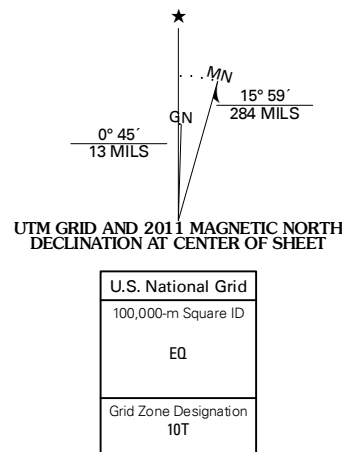 ★
MN
15° 59´
284 MILS
GN
0° 45´
13 MILS
UTM GRID AND 2011 MAGNETIC NORTH
DECLINATION AT CENTER OF SHEET
U.S. National Grid
100,000-m Square ID
EQ
Grid Zone Designation
10T